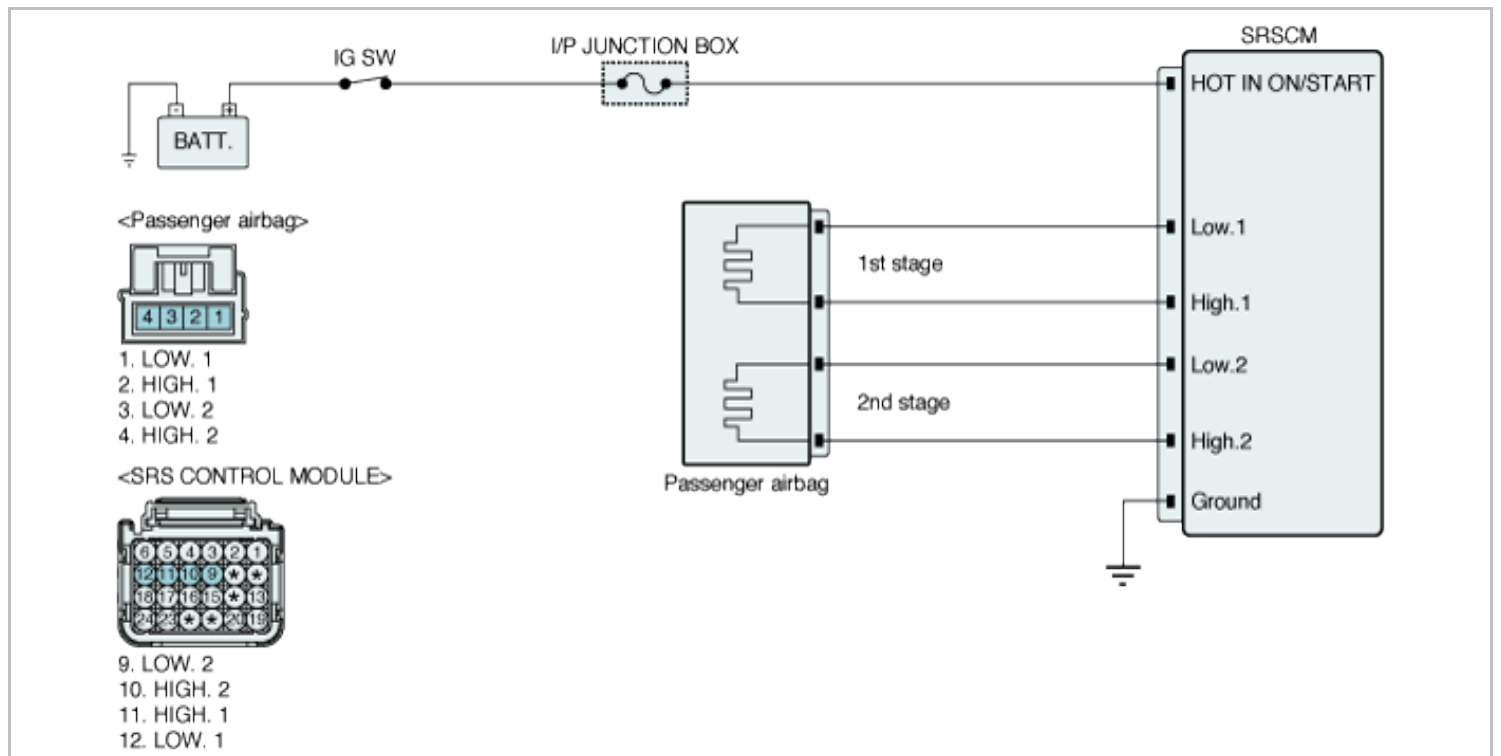 SRSCM
I/P JUNCTION BOX
IG SW
HOT IN ON/START
- +
BATT.
<Passenger airbag>
4 3 2 1
1. LOW. 1
2. HIGH. 1
3. LOW. 2
4. HIGH. 2
Low.1
1st stage
High.1
Low.2
2nd stage
High.2
Passenger airbag
Ground
<SRS CONTROL MODULE>
6 5 4 3 2 1
12 11 10 9 * *
18 17 16 15 * 13
24 23 * * 20 19
9. LOW. 2
10. HIGH. 2
11. HIGH. 1
12. LOW. 1